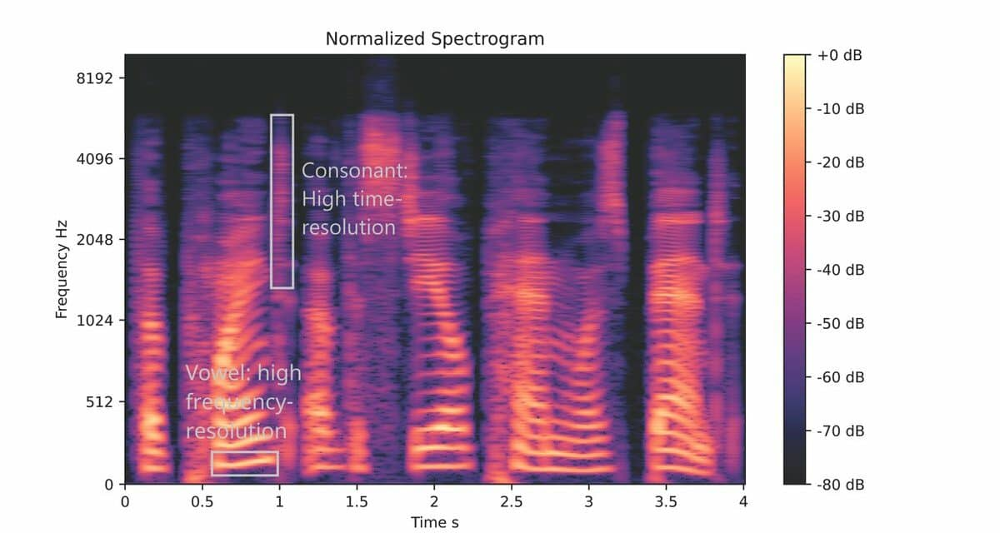 Normalized Spectrogram
Frequency Hz
8192
4096
2048
1024
512
0
Consonant:
High time-
resolution
Vowel: high
frequency-
resolution
0 0.5 1 1.5 2 2.5 3 3.5 4
Time s
+0 dB
-10 dB
-20 dB
-30 dB
-40 dB
-50 dB
-60 dB
-70 dB
-80 dB